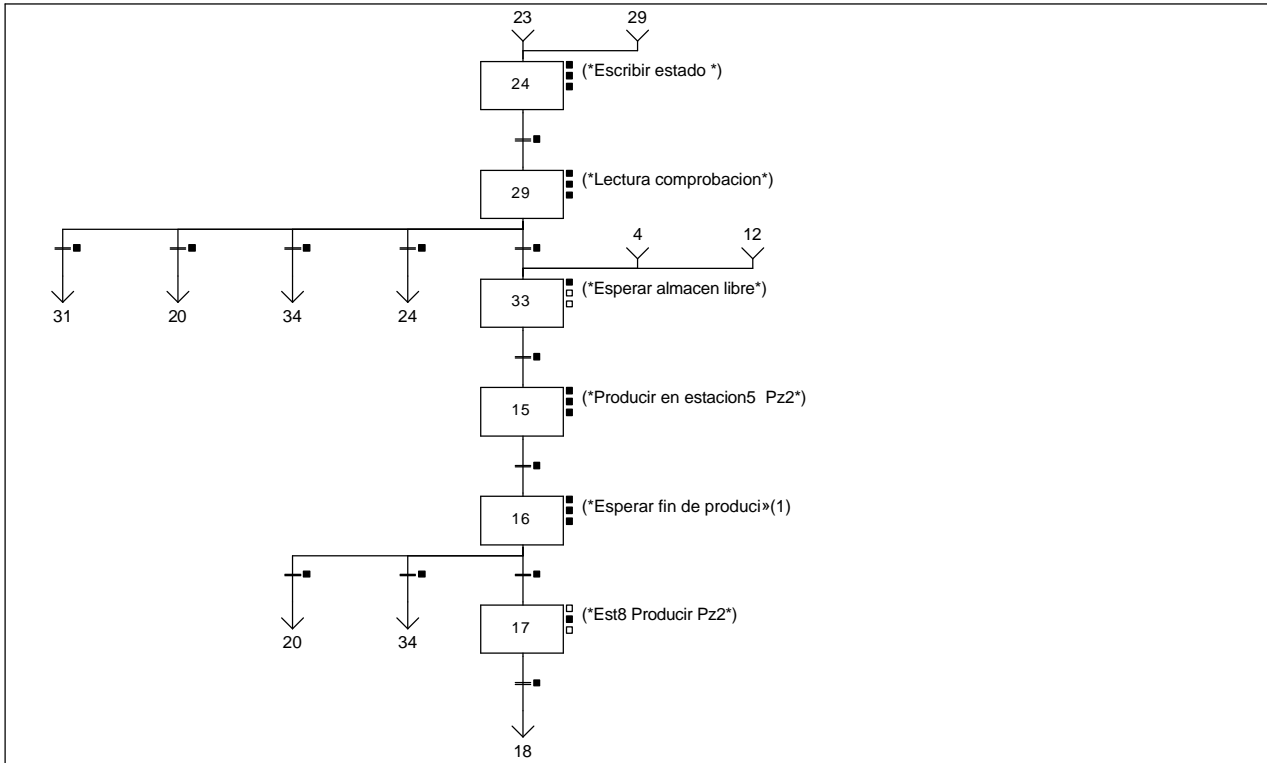 23 29
24 (*Escribir estado *)
29 (*Lectura comprobacion*)
4 12
33 (*Esperar almacen libre*)
31 20 34 24
15 (*Producir en estacion5 Pz2*)
16 (*Esperar fin de produci»(1)
17 (*Est8 Producir Pz2*)
20 34
18